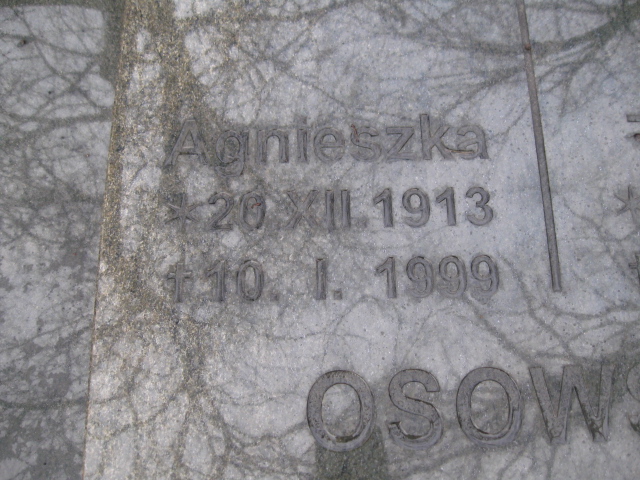 Agnieszka
* 20.XII.1913
† 10. I. 1999
OSOWS